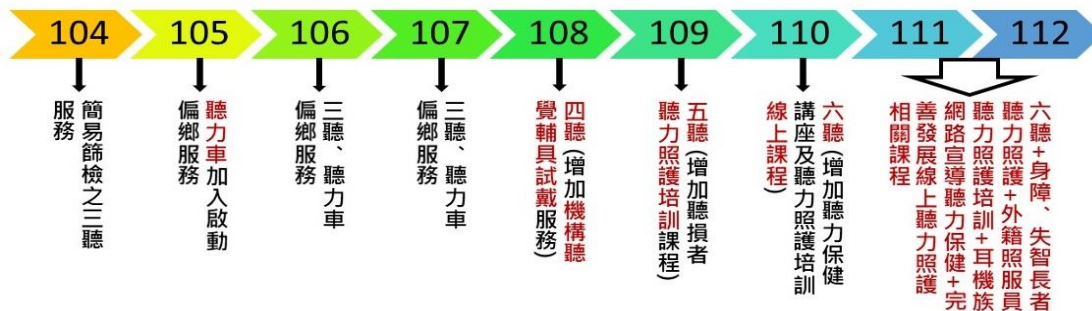 104
105
106
107
108
109
110
111
112
簡易篩檢之三聽
服務
聽力車加入啟動
偏鄉服務
三聽、聽力車
偏鄉服務
三聽、聽力車
偏鄉服務
四聽 (增加機構聽
覺輔具試戴服務)
五聽 (增加聽損者
聽力照護培訓課程)
六聽 (增加聽力保健
講座及聽力照護培訓
線上課程)
六聽+身障、失智長者
聽力照護+外籍照服員
聽力照護培訓+耳機族
網路宣導聽力保健+完
善發展線上聽力照護
相關課程